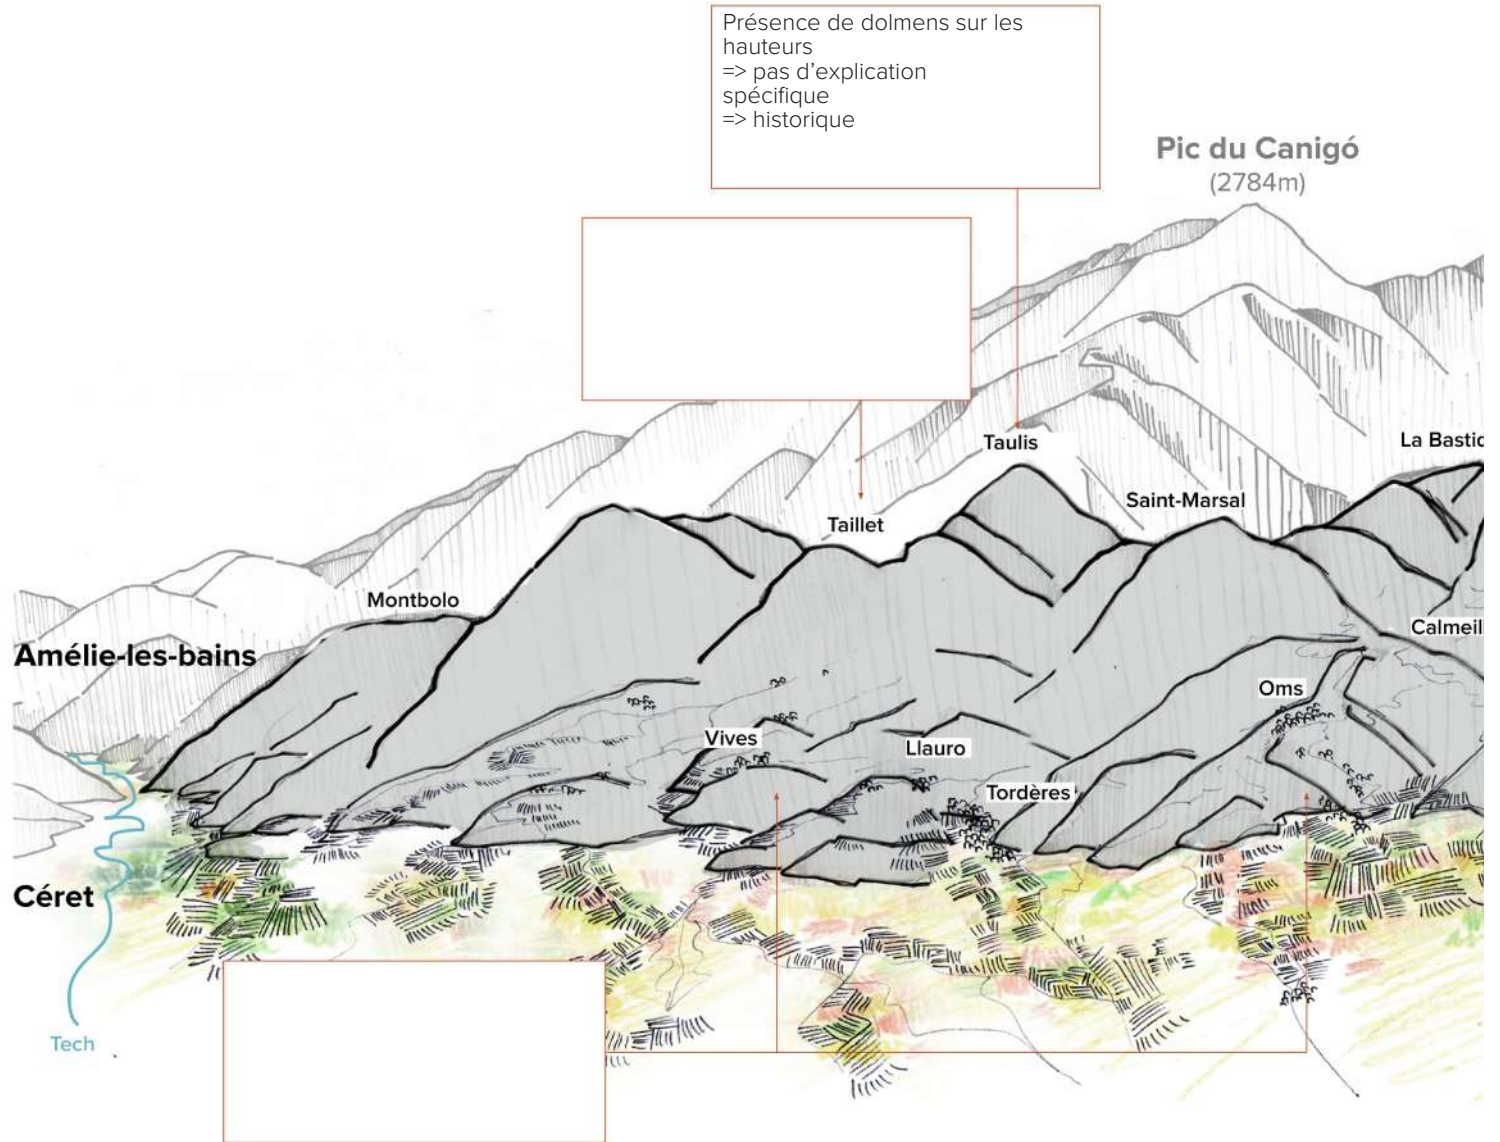 Présence de dolmens sur les
hauteurs
=> pas d'explication
spécifique
=> historique
Pic du Canigó
(2784m)
Taulis
La Bastid
Saint-Marsal
Taillet
Montbolo
Calmeill
Amélie-les-bains
Oms
Vives
Llauro
Tordères
Céret
Tech